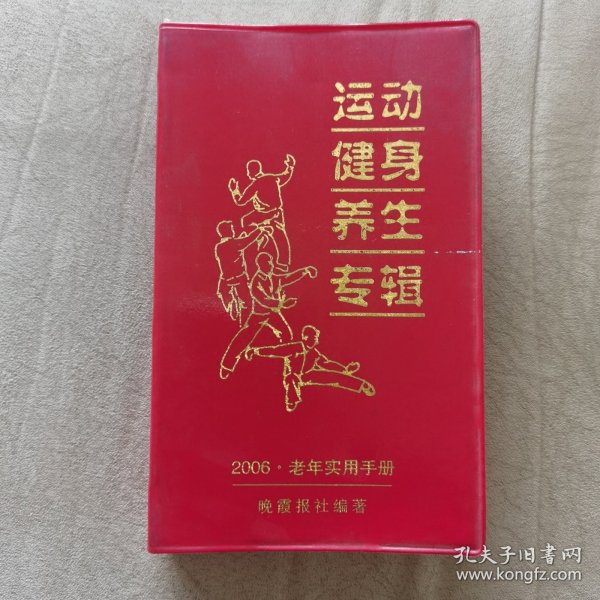 运动
健身
养生
专辑
2006·老年实用手册
晚霞报社编著
孔夫子旧书网
www.kongfz.com